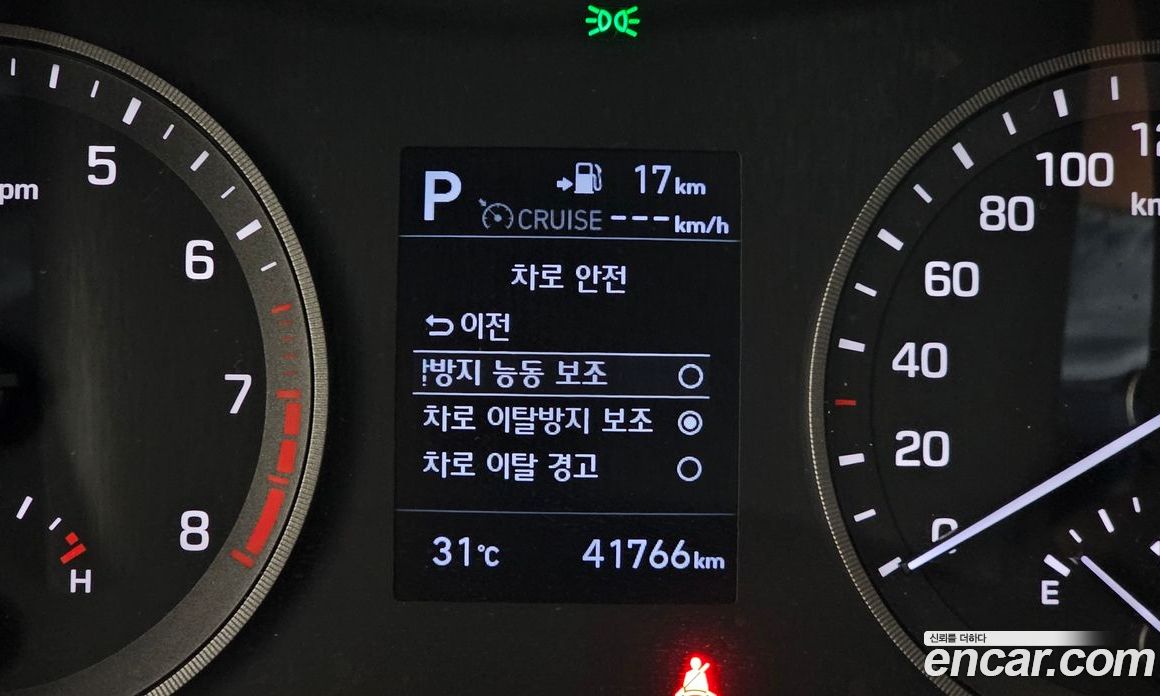 5
pm
6
7
8
H
P
17 km
CRUISE ---km/h
차로 안전
이전
방지 능동 보조
차로 이탈방지 보조
차로 이탈 경고
31℃ 41766km
100
80
60
40
20
0
E
신뢰를 더하다
encar.com